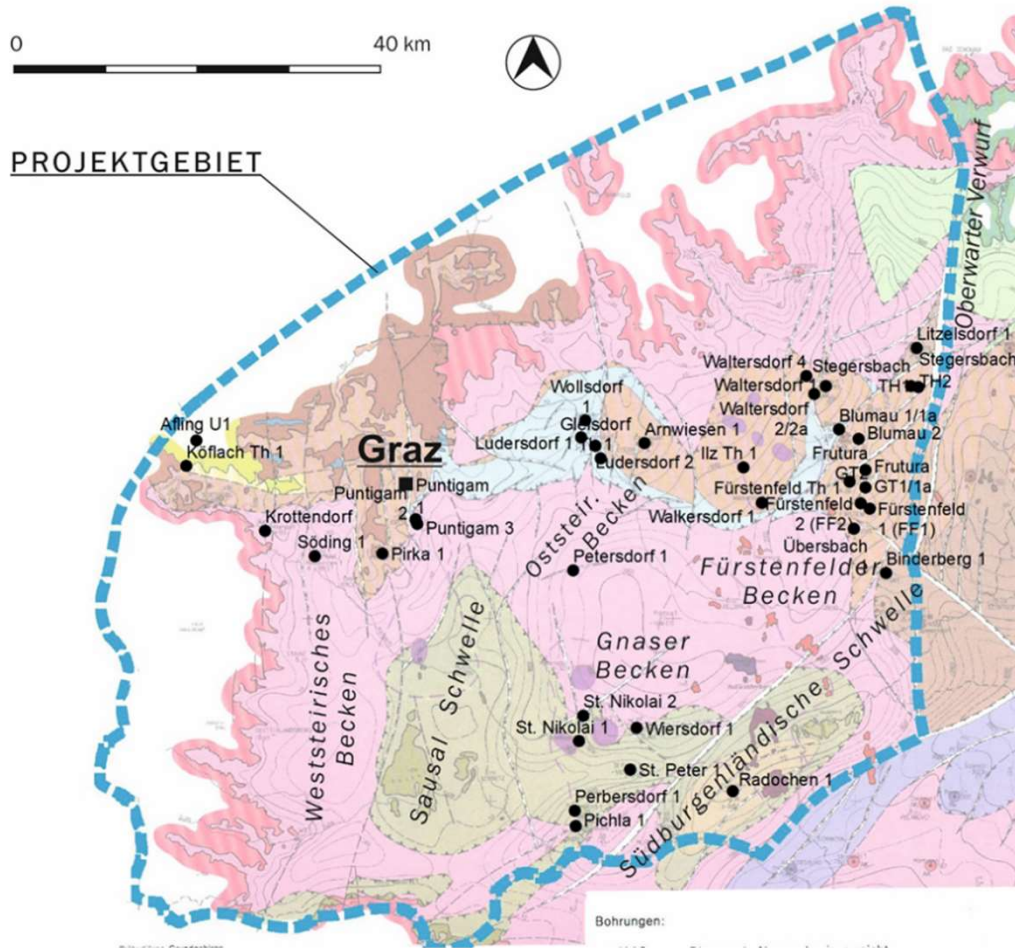 0
40 km
PROJEKTGEBIET
Oberwarter Verwurf
Litzelsdorf 1
Waltersdorf 4
Stegersbach
Stegersbach
TH1
TH2
Wollsdorf
1
Waltersdorf
Waltersdorf
2/2a
Blumau 1/1a
Blumau 2
Afling U1
Gleisdorf
Ludersdorf 1
Arnwiesen 1
Köflach Th 1
Graz
Ludersdorf 2
Ilz Th 1
Frutura
GT2
Frutura
GT1/1a
Puntigam
Puntigam
2
1
Fürstenfeld Th 1
Puntigam 3
Walkersdorf 1
Fürstenfeld
2 (FF2)
Fürstenfeld
1 (FF1)
Krottendorf
Söding 1
Pirka 1
Oststeir.
Becken
Petersdorf 1
Übersbach
Fürstenfelder
Becken
Binderberg 1
Weststeirisches
Becken
Sausal Schwelle
Gnaser
Becken
Südburgenländische Schwelle
St. Nikolai 2
St. Nikolai 1
Wiersdorf 1
St. Peter 1
Radochen 1
Perbersdorf 1
Pichla 1
Bohrungen: